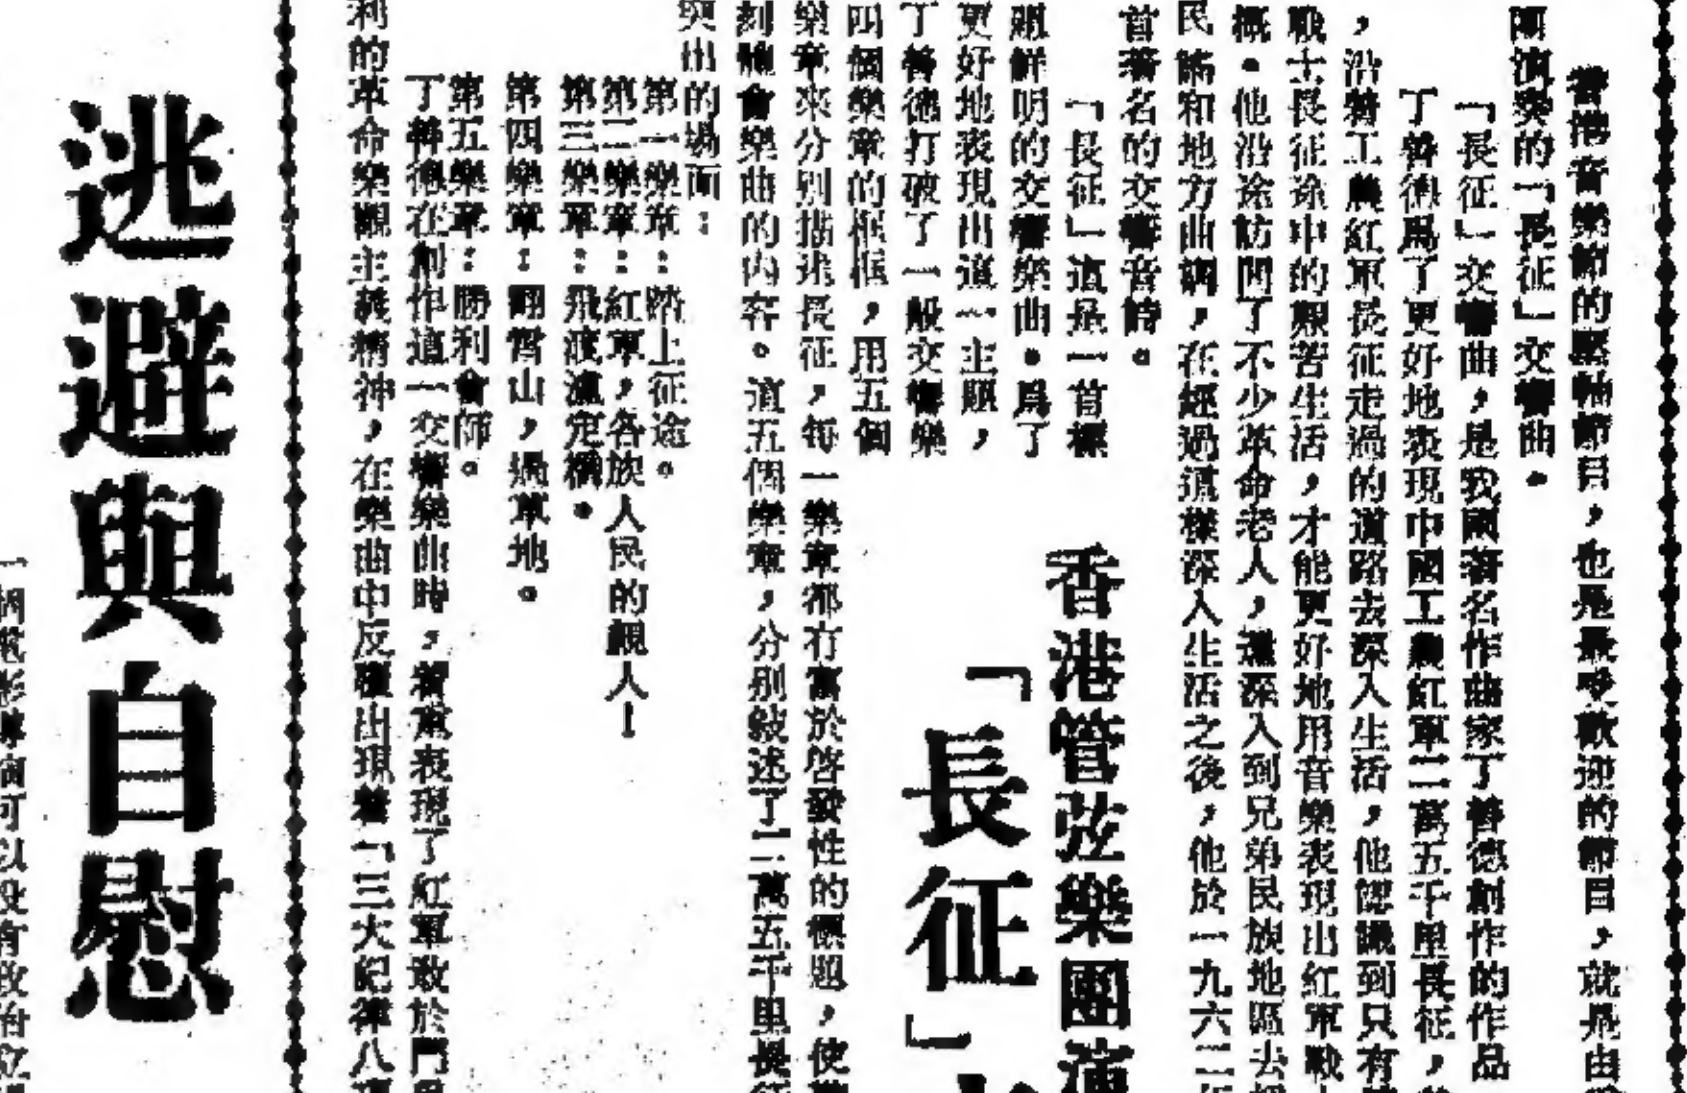 香港音樂節的壓軸節目，也是最受歡迎的節目，就是由
團演奏的「長征」交響曲。
「長征」交響曲，是我國著名作曲家丁善德創作的作品
丁善德爲了更好地表現中國工農紅軍二萬五千里長征，
，沿着工農紅軍長征走過的道路去深入生活，他認識到只有
戰士長征途中的艱苦生活，才能更好地用音樂表現出紅軍戰
概。他沿途訪問了不少革命老人，還深入到兄弟民族地區去
民謠和地方曲調，在經過這樣深入生活之後，他於一九六二年
首著名的交響音詩。
香港管弦樂團演
「長征」
「長征」這是一首標
題鮮明的交響樂曲。爲了
更好地表現出這一主題，
丁善德打破了一般交響樂
四個樂章的框框，用五個
樂章來分別描述長征，每一樂章都有富於啓發性的標題，使
刻體會樂曲的內容。這五個樂章，分別敍述了二萬五千里長征
突出的場面：
第一樂章：踏上征途。
第二樂章：紅軍，各族人民的親人！
第三樂章：飛渡瀘定橋。
第四樂章：翻雪山，過草地。
第五樂章：勝利會師。
丁善德在創作這一交響樂曲時，着重表現了紅軍敢於鬥
利的革命樂觀主義精神，在樂曲中反覆出現着「三大紀律八項
逃避與自慰
一個電影導演可以沒有政治立